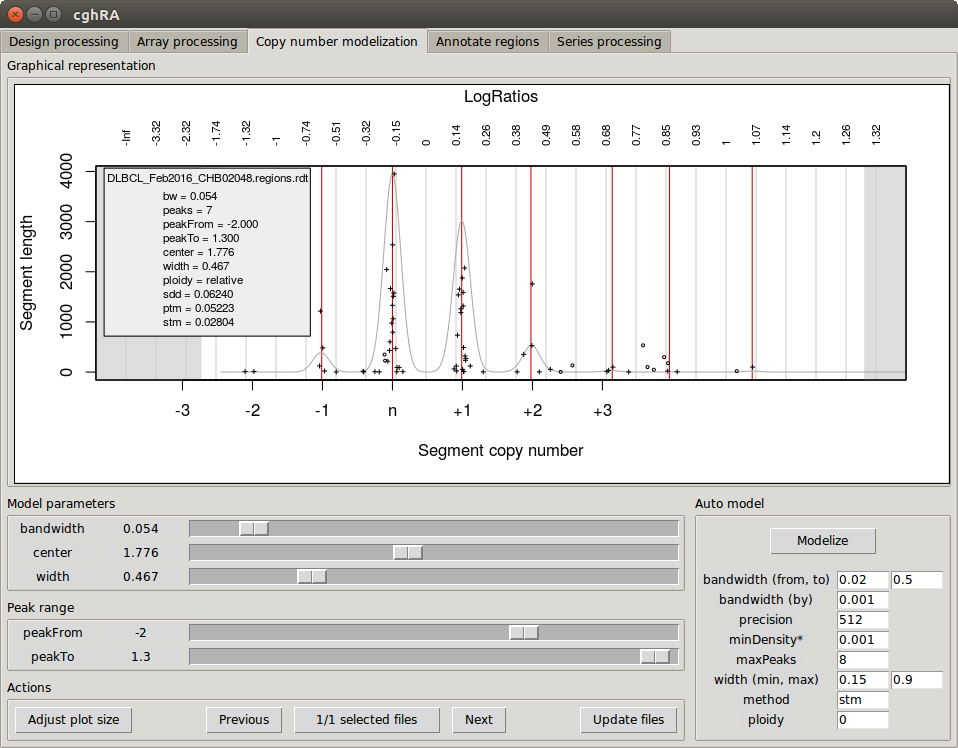 cghRA
Design processing Array processing Copy number modelization Annotate regions Series processing
Graphical representation
LogRatios
-Inf -3.32 -2.32 -1.74 -1.32 -1 -0.74 -0.51 -0.32 -0.15 0 0.14 0.26 0.38 0.49 0.58 0.68 0.77 0.85 0.93 1 1.07 1.14 1.2 1.26 1.32
Segment length
4000
3000
2000
1000
0
DLBCL_Feb2016_CHB02048.regions.rdt
bw = 0.054
peaks = 7
peakFrom = -2.000
peakTo = 1.300
center = 1.776
width = 0.467
ploidy = relative
sdd = 0.06240
ptm = 0.05223
stm = 0.02804
-3 -2 -1 n +1 +2 +3
Segment copy number
Model parameters
bandwidth 0.054
center 1.776
width 0.467
Peak range
peakFrom -2
peakTo 1.3
Actions
Adjust plot size Previous 1/1 selected files Next Update files
Auto model
Modelize
bandwidth (from, to) 0.02 0.5
bandwidth (by) 0.001
precision 512
minDensity* 0.001
maxPeaks 8
width (min, max) 0.15 0.9
method stm
ploidy 0